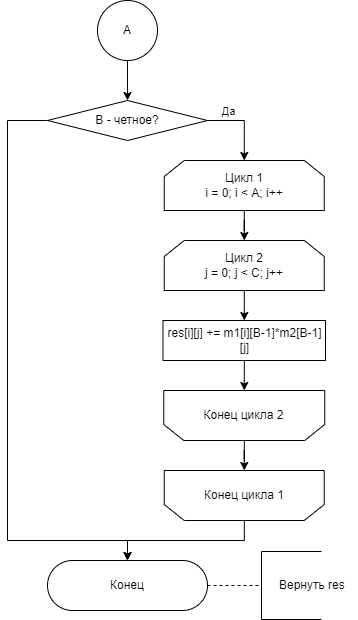 A
B - четное?
Да
Цикл 1
i = 0; i < A; i++
Цикл 2
j = 0; j < C; j++
res[i][j] += m1[i][B-1]*m2[B-1]
[j]
Конец цикла 2
Конец цикла 1
Конец
Вернуть res